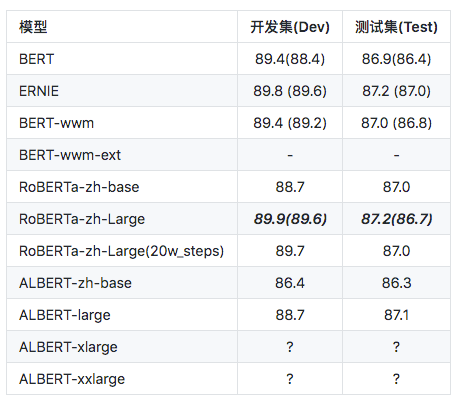 模型 开发集(Dev) 测试集(Test)
BERT 89.4(88.4) 86.9(86.4)
ERNIE 89.8 (89.6) 87.2 (87.0)
BERT-wwm 89.4 (89.2) 87.0 (86.8)
BERT-wwm-ext - -
RoBERTa-zh-base 88.7 87.0
RoBERTa-zh-Large 89.9(89.6) 87.2(86.7)
RoBERTa-zh-Large(20w_steps) 89.7 87.0
ALBERT-zh-base 86.4 86.3
ALBERT-large 88.7 87.1
ALBERT-xlarge ? ?
ALBERT-xxlarge ? ?